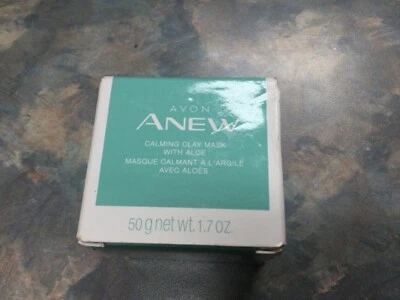 AVON
ANEW
CALMING CLAY MASK
WITH ALOE
MASQUE CALMANT À L'ARGILE
AVEC ALOÈS
50 g net wt. 1.7 oz.